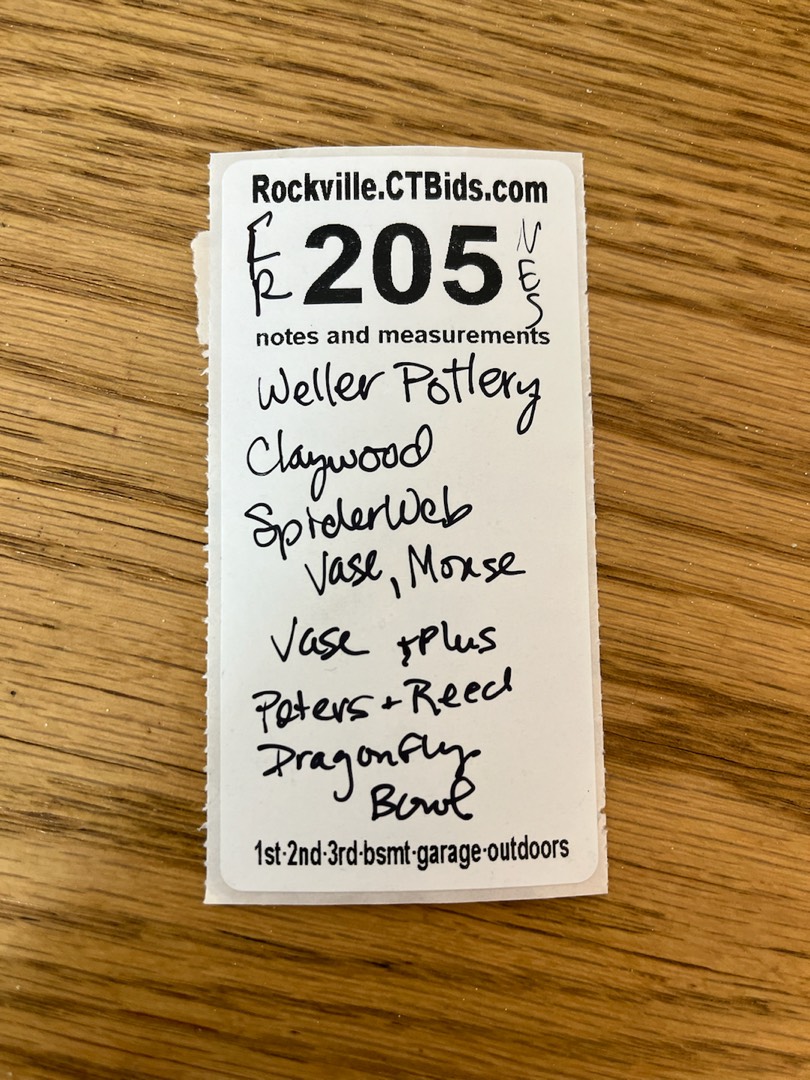 Rockville.CTBids.com
ER 205 NES
notes and measurements
Weller Pottery
Claywood
SpiderWeb
Vase, Mouse
Vase + Plus
Peters + Reed
Dragonfly
Bowl
1st-2nd-3rd-bsmt-garage-outdoors